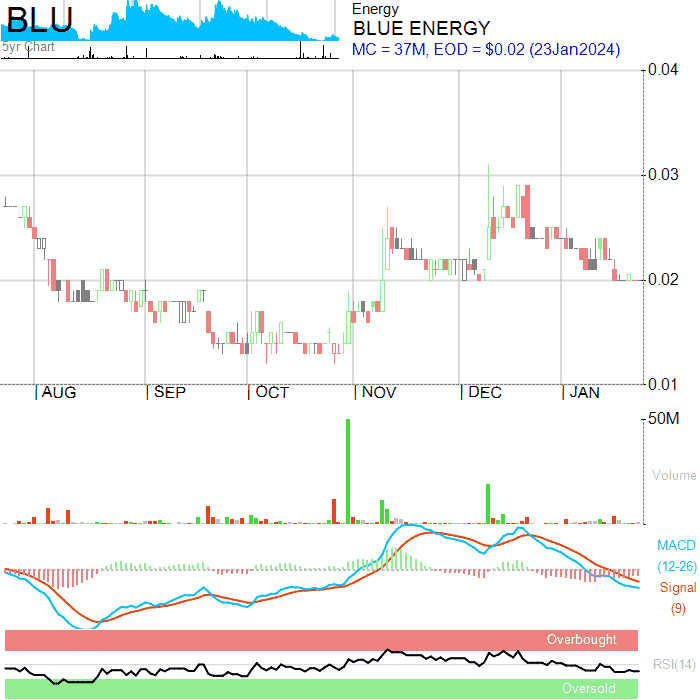 BLU
5yr Chart
Energy
BLUE ENERGY
MC = 37M, EOD = $0.02 (23Jan2024)
0.04
0.03
0.02
0.01
AUG
SEP
OCT
NOV
DEC
JAN
50M
Volume
MACD
(12-26)
Signal
(9)
Overbought
RSI(14)
Oversold